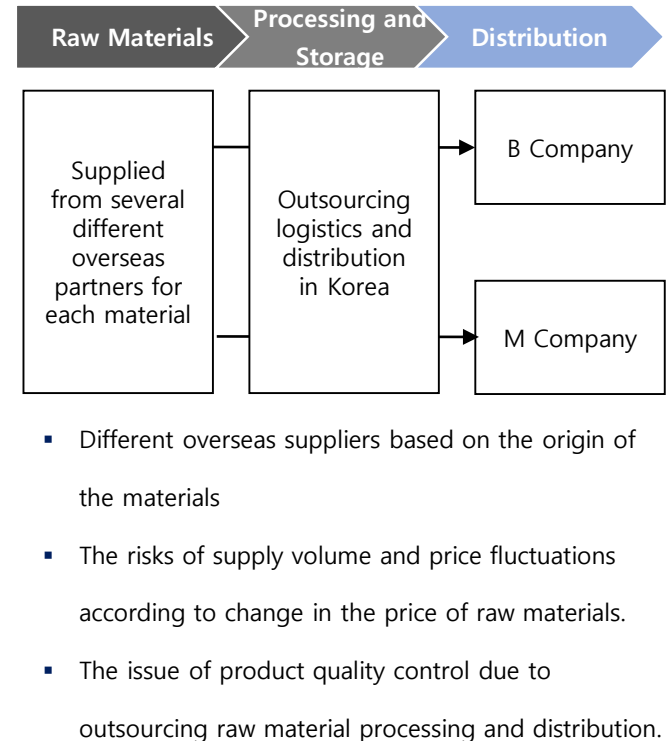 Raw Materials
Processing and
Storage
Distribution
Supplied
from several
different
overseas
partners for
each material
Outsourcing
logistics and
distribution
in Korea
B Company
M Company
▪ Different overseas suppliers based on the origin of
the materials
▪ The risks of supply volume and price fluctuations
according to change in the price of raw materials.
▪ The issue of product quality control due to
outsourcing raw material processing and distribution.